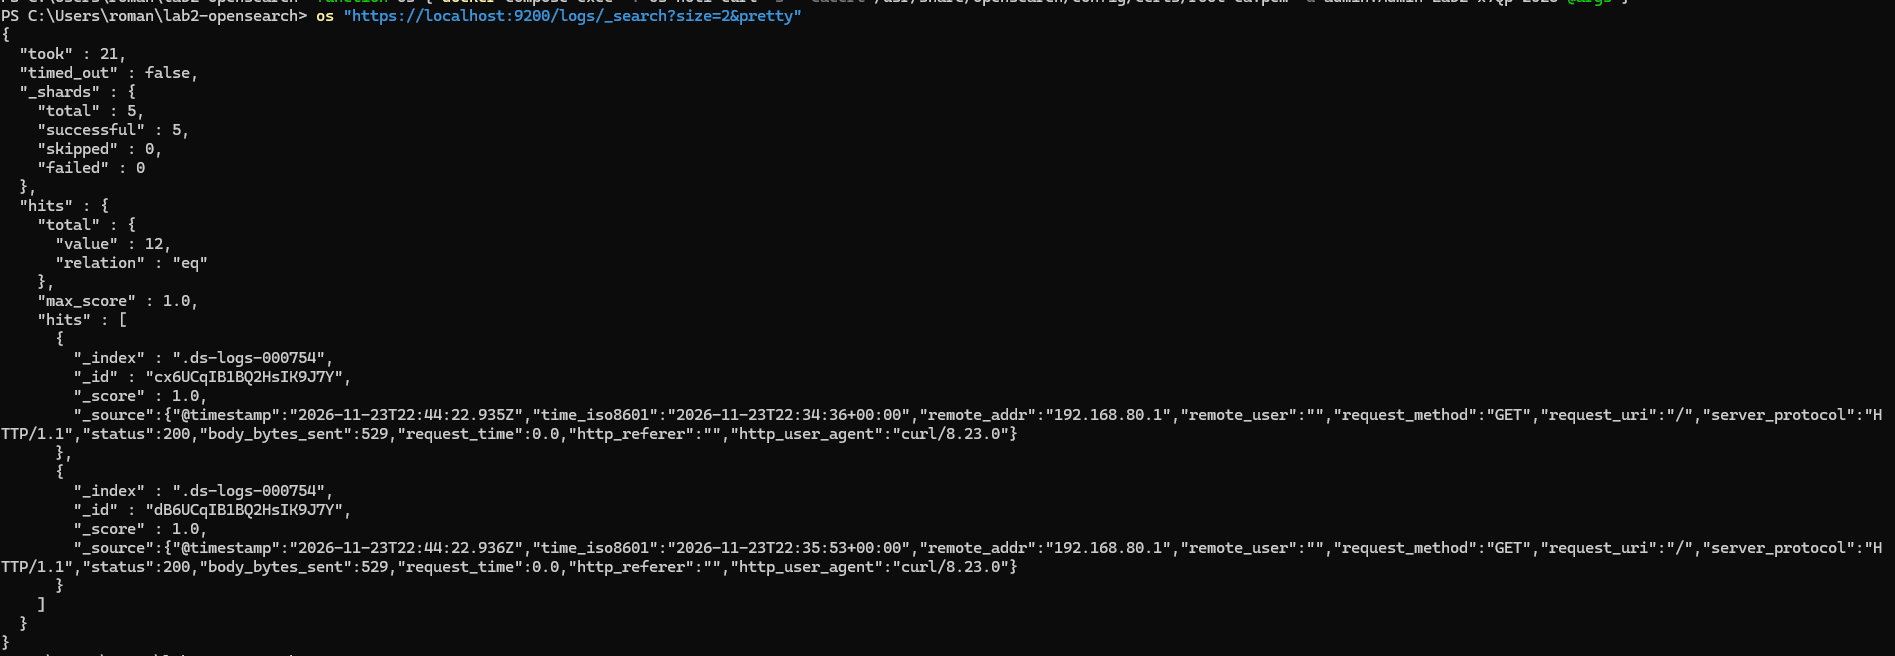 PS C:\Users\roman\lab2-opensearch> os "https://localhost:9200/logs/_search?size=2&pretty"
{
  "took" : 21,
  "timed_out" : false,
  "_shards" : {
    "total" : 5,
    "successful" : 5,
    "skipped" : 0,
    "failed" : 0
  },
  "hits" : {
    "total" : {
      "value" : 12,
      "relation" : "eq"
    },
    "max_score" : 1.0,
    "hits" : [
      {
        "_index" : ".ds-logs-000754",
        "_id" : "cx6UCqIB1BQ2HsIK9J7Y",
        "_score" : 1.0,
        "_source":{"@timestamp":"2026-11-23T22:44:22.935Z","time_iso8601":"2026-11-23T22:34:36+00:00","remote_addr":"192.168.80.1","remote_user":"","request_method":"GET","request_uri":"/","server_protocol":"H
TTP/1.1","status":200,"body_bytes_sent":529,"request_time":0.0,"http_referer":"","http_user_agent":"curl/8.23.0"}
      },
      {
        "_index" : ".ds-logs-000754",
        "_id" : "dB6UCqIB1BQ2HsIK9J7Y",
        "_score" : 1.0,
        "_source":{"@timestamp":"2026-11-23T22:44:22.936Z","time_iso8601":"2026-11-23T22:35:53+00:00","remote_addr":"192.168.80.1","remote_user":"","request_method":"GET","request_uri":"/","server_protocol":"H
TTP/1.1","status":200,"body_bytes_sent":529,"request_time":0.0,"http_referer":"","http_user_agent":"curl/8.23.0"}
      }
    ]
  }
}